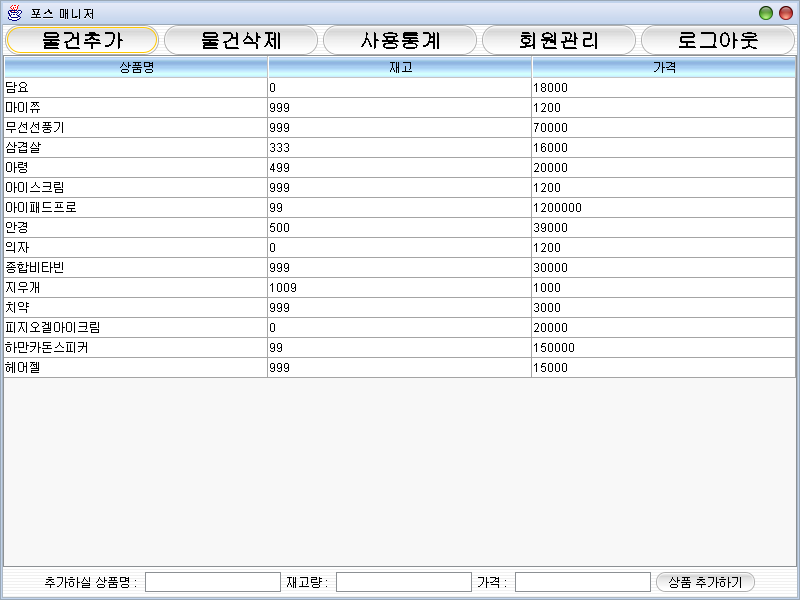 포스 매니저
물건추가 물건삭제 사용통계 회원관리 로그아웃
상품명 재고 가격
담요 0 18000
마이쮸 999 1200
무선선풍기 999 70000
삼겹살 333 16000
아령 499 20000
아이스크림 999 1200
아이패드프로 99 1200000
안경 500 39000
의자 0 1200
종합비타빈 999 30000
지우개 1009 1000
치약 999 3000
피지오겔아이크림 0 20000
하만카돈스피커 99 150000
헤어젤 999 15000
추가하실 상품명 : 재고량 : 가격 : 상품 추가하기